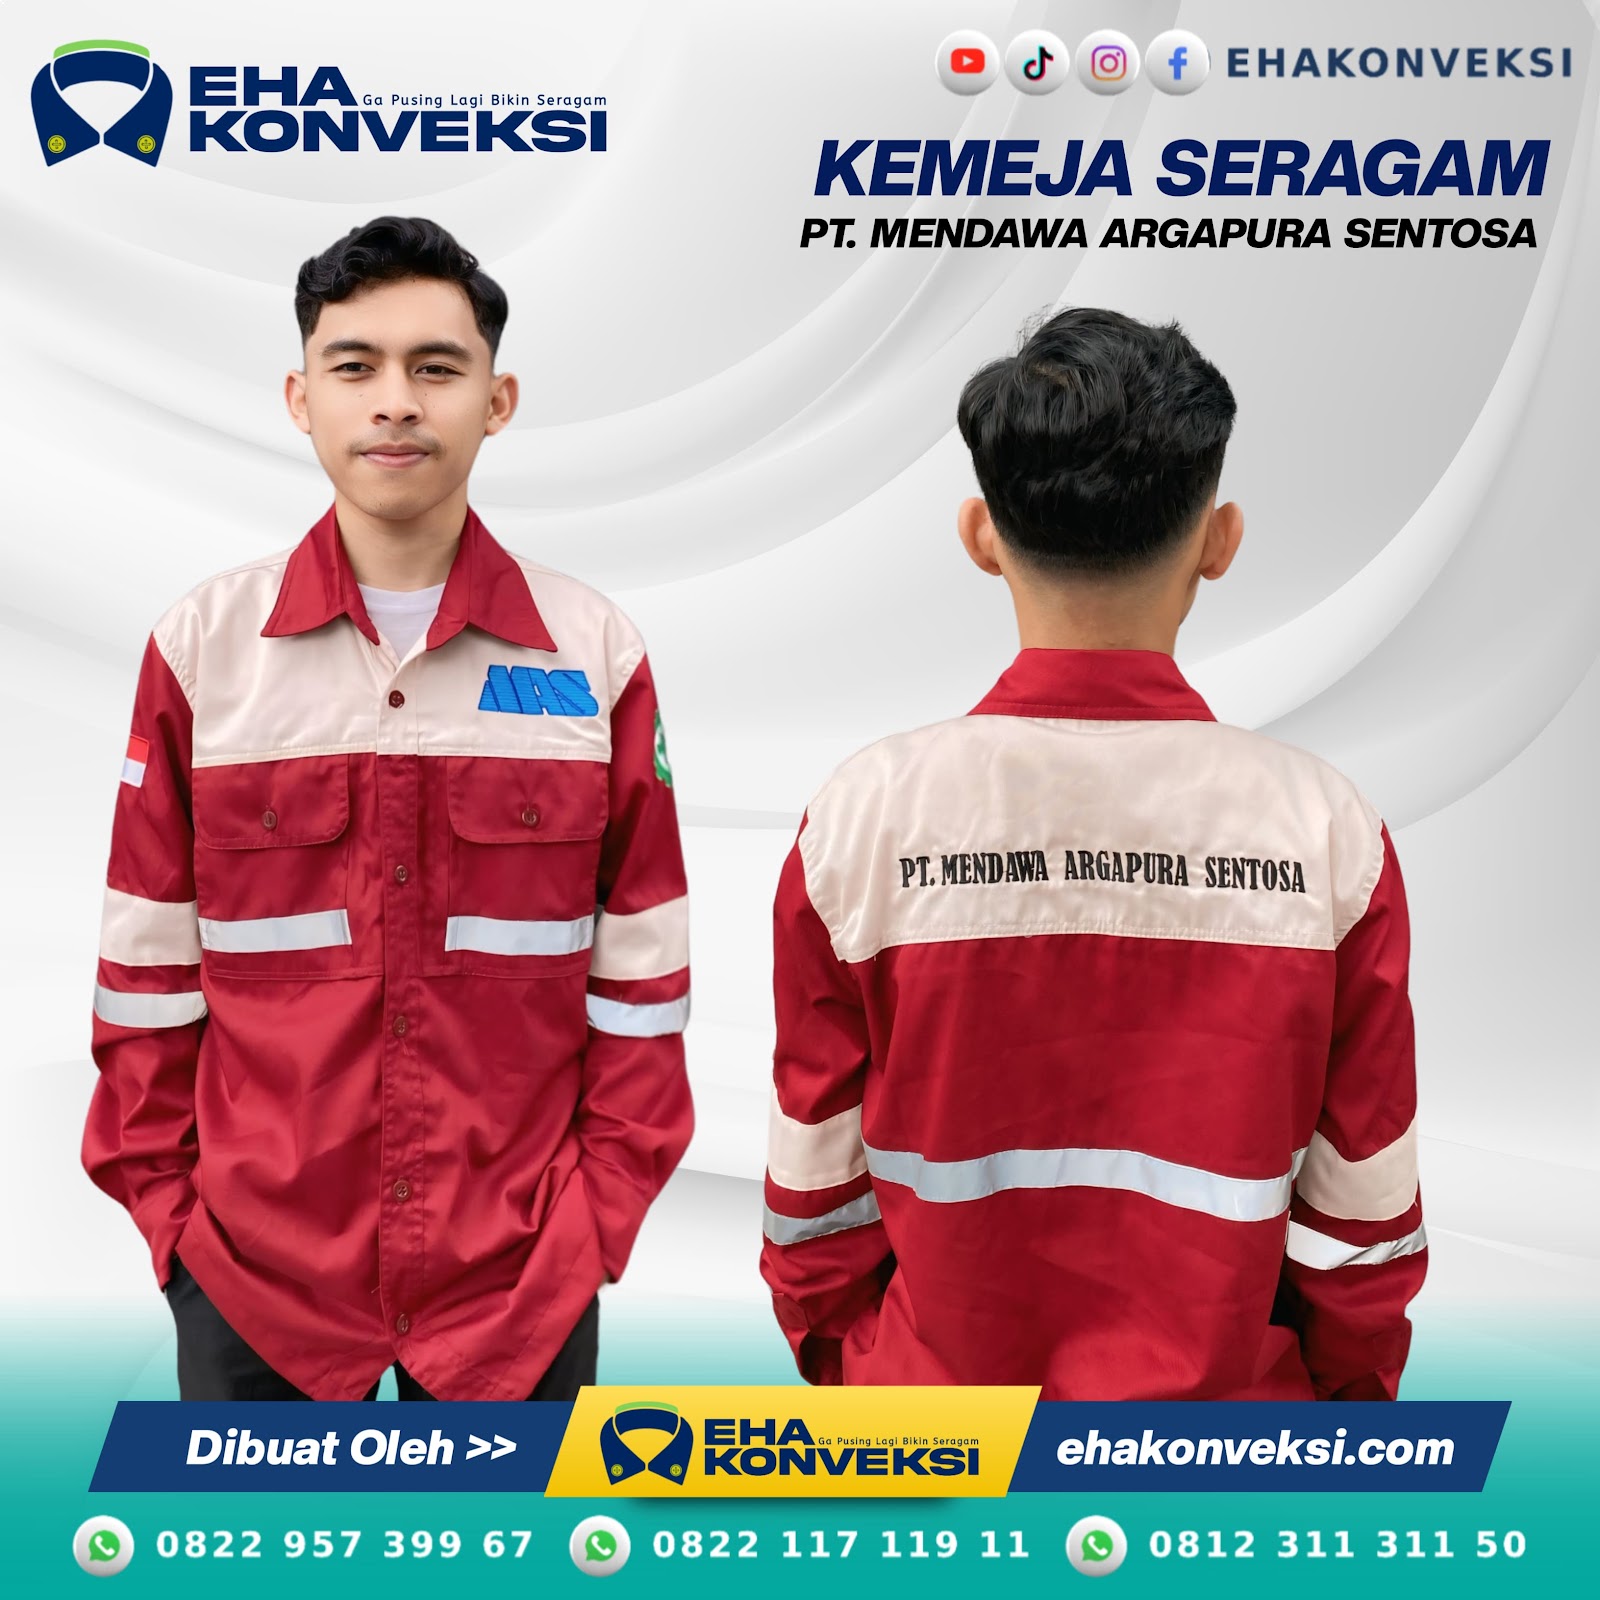 EHA
Ga Pusing Lagi Bikin Seragam
KONVEKSI
EHAKONVEKSI
KEMEJA SERAGAM
PT. MENDAWA ARGAPURA SENTOSA
MAS
PT. MENDAWA ARGAPURA SENTOSA
Dibuat Oleh >>
EHA
Ga Pusing Lagi Bikin Seragam
KONVEKSI
ehakonveksi.com
0822 957 399 67
0822 117 119 11
0812 311 311 50